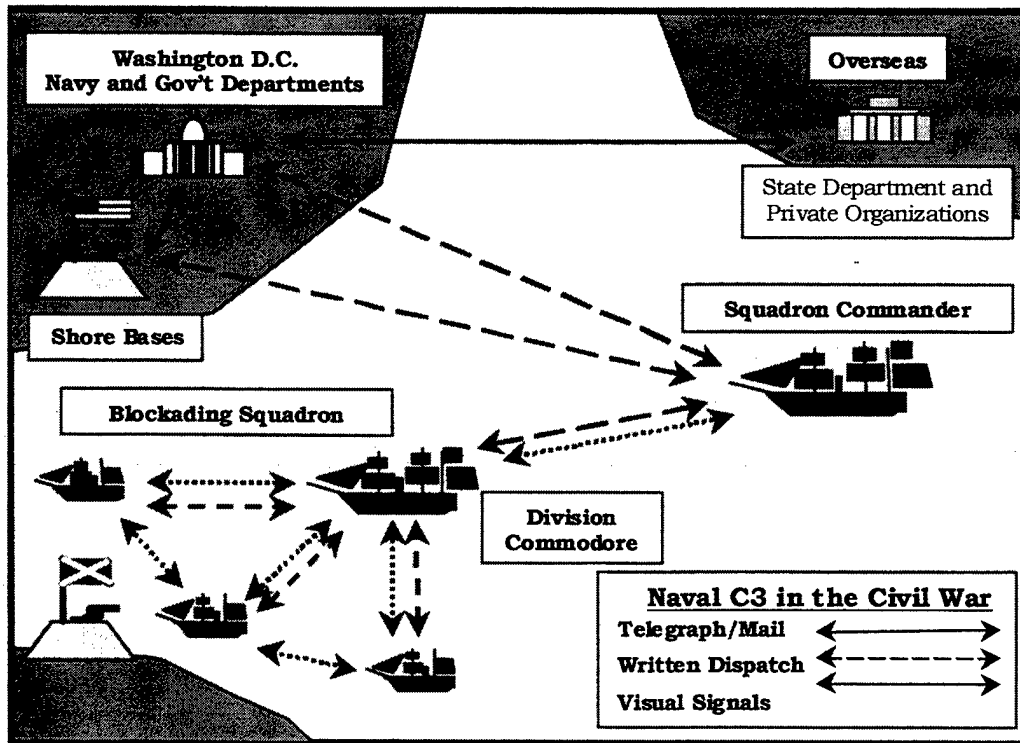 Washington D.C.
Navy and Gov't Departments
Overseas
State Department and
Private Organizations
Shore Bases
Squadron Commander
Blockading Squadron
Division
Commodore
Naval C3 in the Civil War
Telegraph/Mail
Written Dispatch
Visual Signals